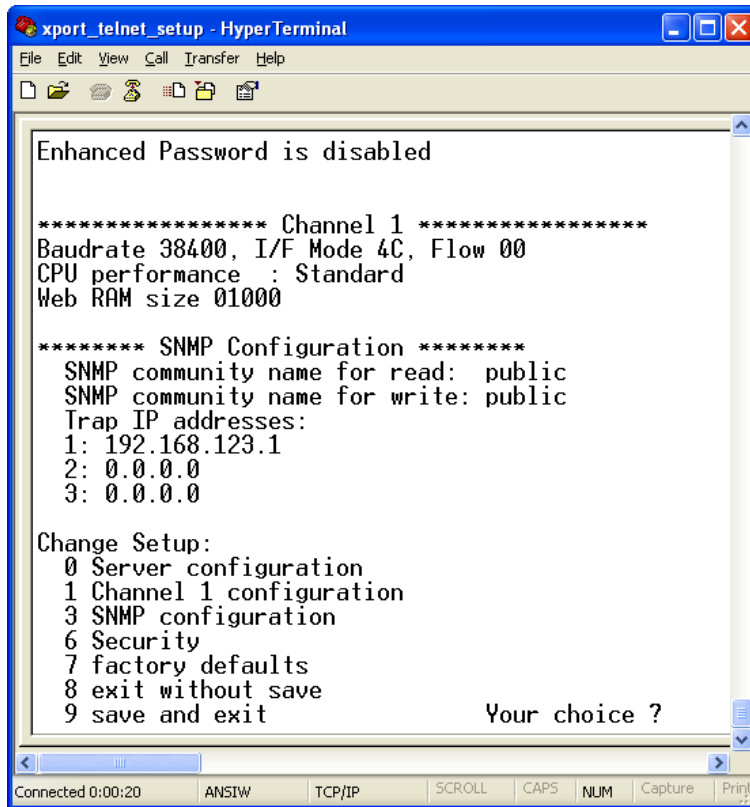 xport_telnet_setup - HyperTerminal
File Edit View Call Transfer Help
Enhanced Password is disabled
***************** Channel 1 *****************
Baudrate 38400, I/F Mode 4C, Flow 00
CPU performance : Standard
Web RAM size 01000
******** SNMP Configuration ********
SNMP community name for read: public
SNMP community name for write: public
Trap IP addresses:
1: 192.168.123.1
2: 0.0.0.0
3: 0.0.0.0
Change Setup:
0 Server configuration
1 Channel 1 configuration
3 SNMP configuration
6 Security
7 factory defaults
8 exit without save
9 save and exit Your choice ?
Connected 0:00:20 ANSIW TCP/IP SCROLL CAPS NUM Capture Print